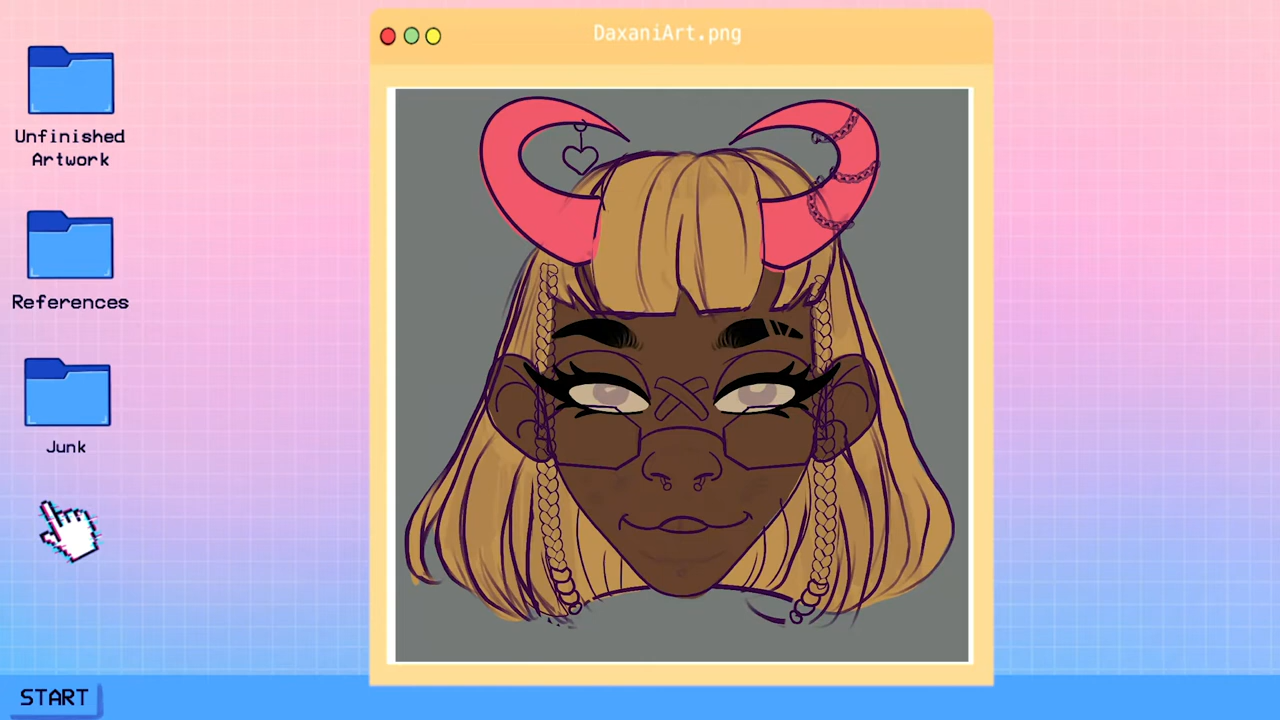 DaxaniArt.png
Unfinished
Artwork
References
Junk
START